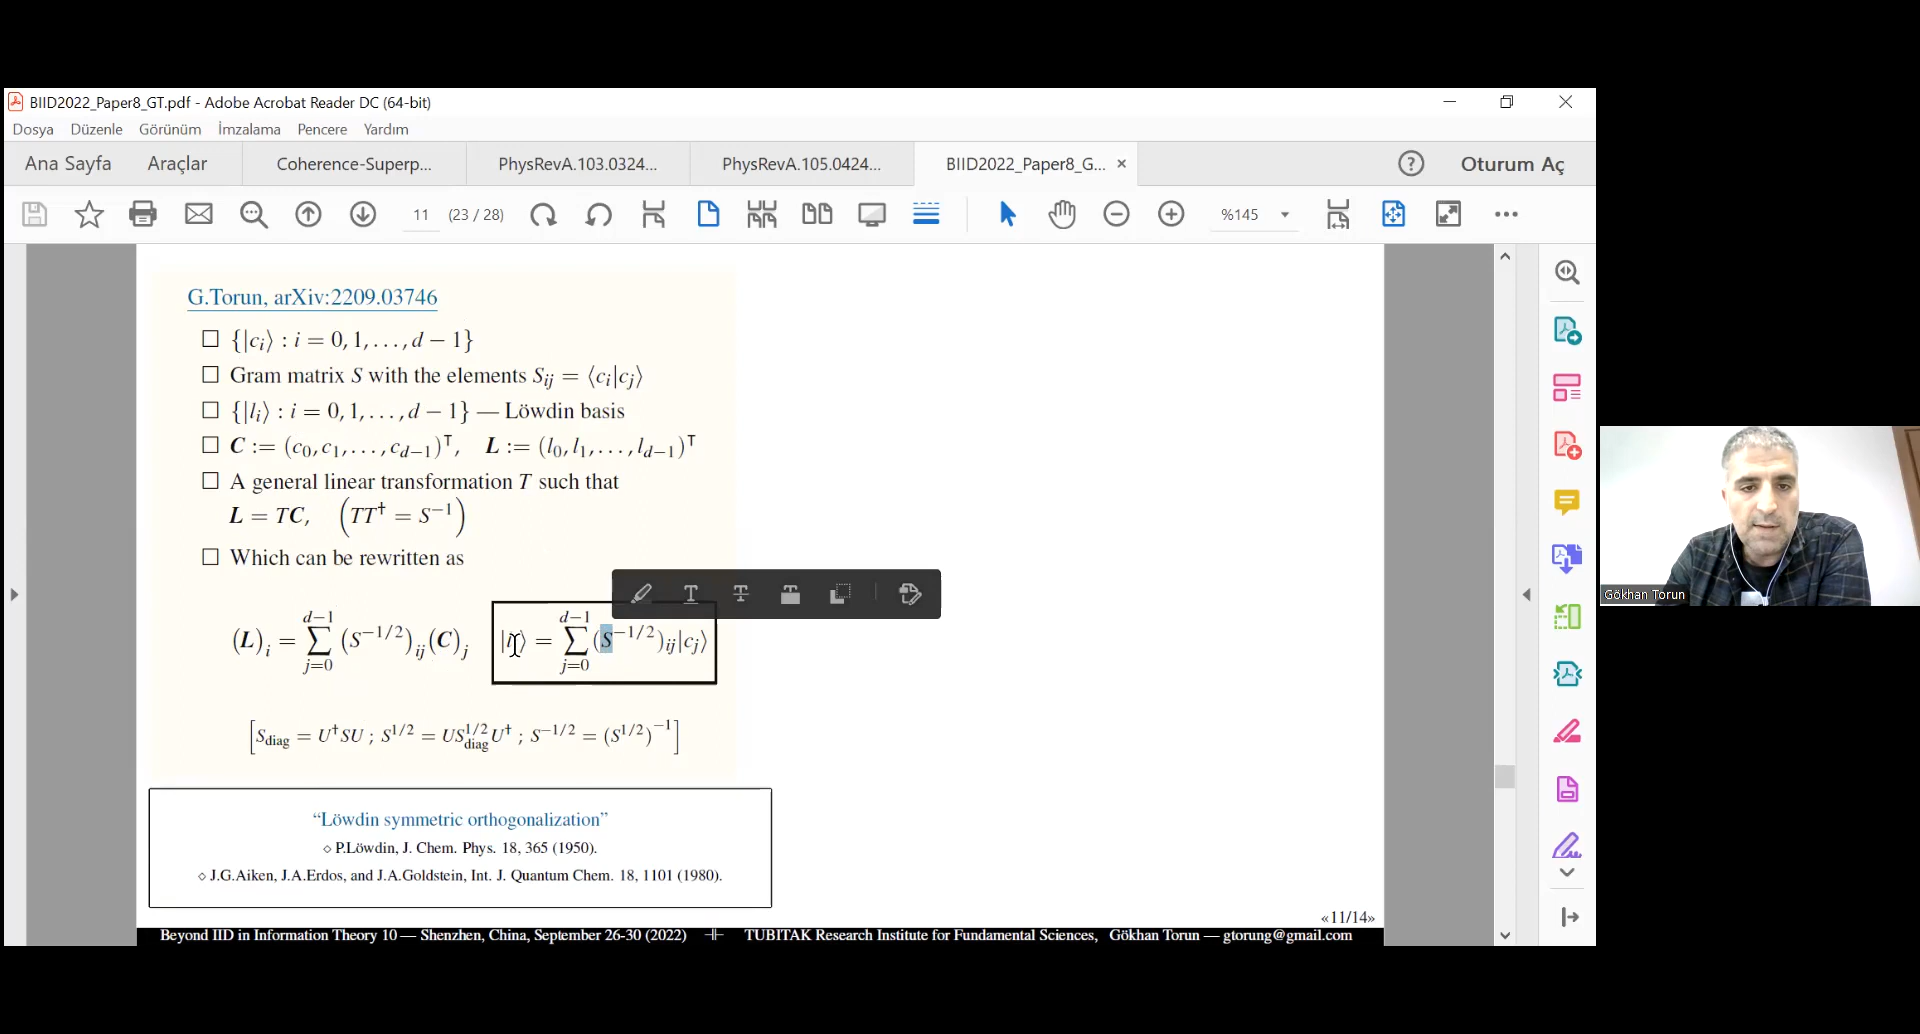 BIID2022_Paper8_GT.pdf - Adobe Acrobat Reader DC (64-bit)
Dosya Düzenle Görünüm İmzalama Pencere Yardım
Ana Sayfa Araçlar Coherence-Superp... PhysRevA.103.0324... PhysRevA.105.0424... BIID2022_Paper8_G... × Oturum Aç
11 (23 / 28) %145
G.Torun, arXiv:2209.03746
□ {|c_i⟩ : i = 0, 1, . . . , d − 1}
□ Gram matrix S with the elements S_ij = ⟨c_i|c_j⟩
□ {|l_i⟩ : i = 0, 1, . . . , d − 1} — Löwdin basis
□ C := (c_0, c_1, . . . , c_{d−1})^⊤, L := (l_0, l_1, . . . , l_{d−1})^⊤
□ A general linear transformation T such that
L = TC, (TT^† = S^{−1})
□ Which can be rewritten as
(L)_i = ∑_{j=0}^{d−1} (S^{−1/2})_{ij} (C)_j |l_i⟩ = ∑_{j=0}^{d−1} (S^{−1/2})_{ij} |c_j⟩
[S_diag = U^†SU ; S^{1/2} = US_diag^{1/2}U^† ; S^{−1/2} = (S^{1/2})^{−1}]
“Löwdin symmetric orthogonalization”
⋄ P.Löwdin, J. Chem. Phys. 18, 365 (1950).
⋄ J.G.Aiken, J.A.Erdos, and J.A.Goldstein, Int. J. Quantum Chem. 18, 1101 (1980).
«11/14»
Beyond IID in Information Theory 10 — Shenzhen, China, September 26-30 (2022) ⊣⊢ TUBITAK Research Institute for Fundamental Sciences, Gökhan Torun — gtorung@gmail.com
Gökhan Torun